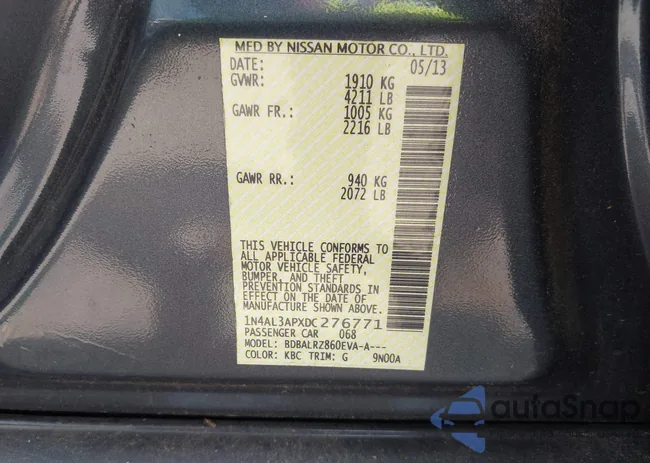 MFD BY NISSAN MOTOR CO., LTD.
DATE: 05/13
GVWR: 1910 KG
4211 LB
GAWR FR.: 1005 KG
2216 LB
GAWR RR.: 940 KG
2072 LB
THIS VEHICLE CONFORMS TO
ALL APPLICABLE FEDERAL
MOTOR VEHICLE SAFETY,
BUMPER, AND THEFT
PREVENTION STANDARDS IN
EFFECT ON THE DATE OF
MANUFACTURE SHOWN ABOVE.
1N4AL3APXDC276771
PASSENGER CAR 068
MODEL: BDBALRZ860EVA-A---
COLOR: KBC TRIM: G 9N00A
autoSnap